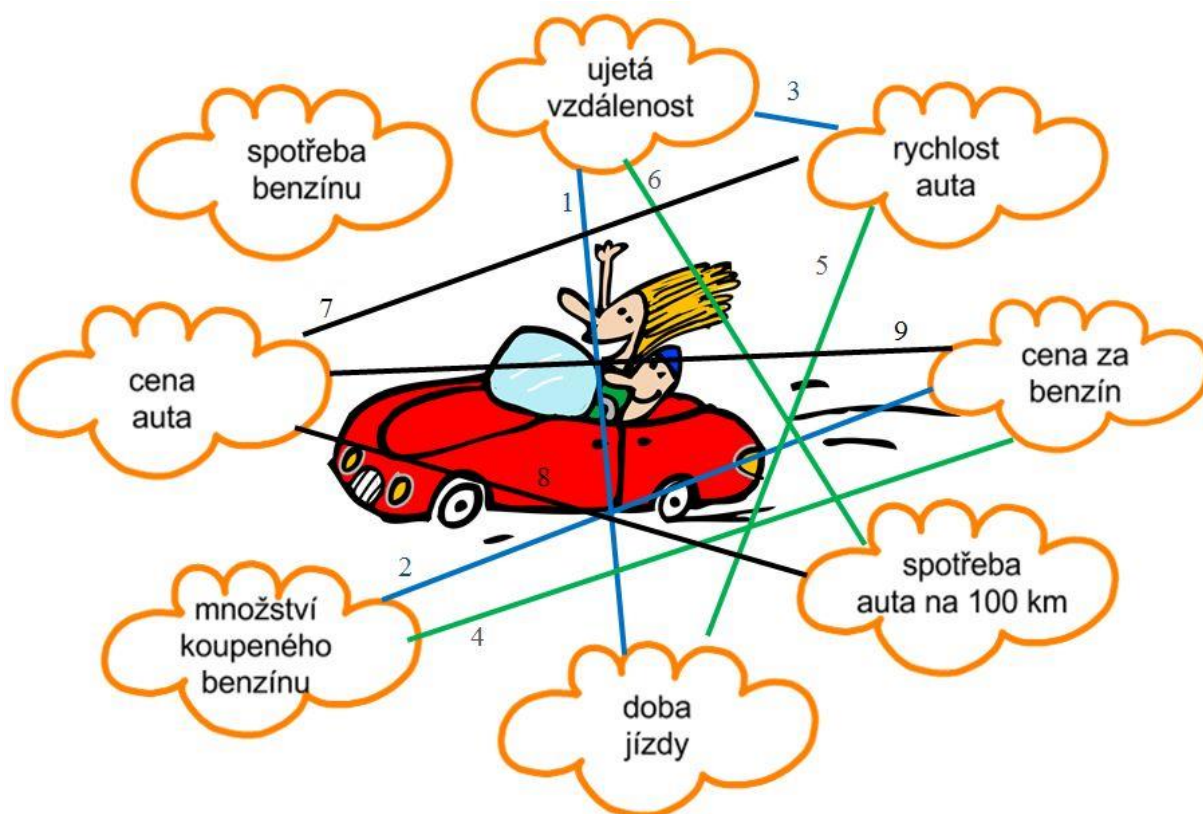 ujetá
vzdálenost
3
spotřeba
benzínu
rychlost
auta
1
6
5
7
9
cena
auta
cena za
benzín
8
2
množství
koupeného
benzínu
4
spotřeba
auta na 100 km
doba
jízdy